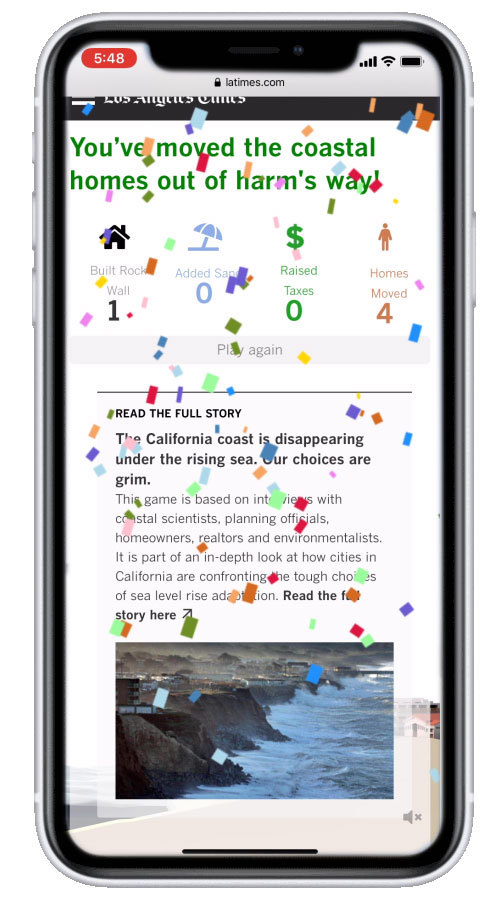 5:48
latimes.com
Los Angeles Times
You've moved the coastal
homes out of harm's way!
Built Rock
Wall
1
Added Sand
0
Raised
Taxes
0
Homes
Moved
4
Play again
READ THE FULL STORY
The California coast is disappearing
under the rising sea. Our choices are
grim.
This game is based on interviews with
coastal scientists, planning officials,
homeowners, realtors and environmentalists.
It is part of an in-depth look at how cities in
California are confronting the tough choices
of sea level rise adaptation. Read the full
story here